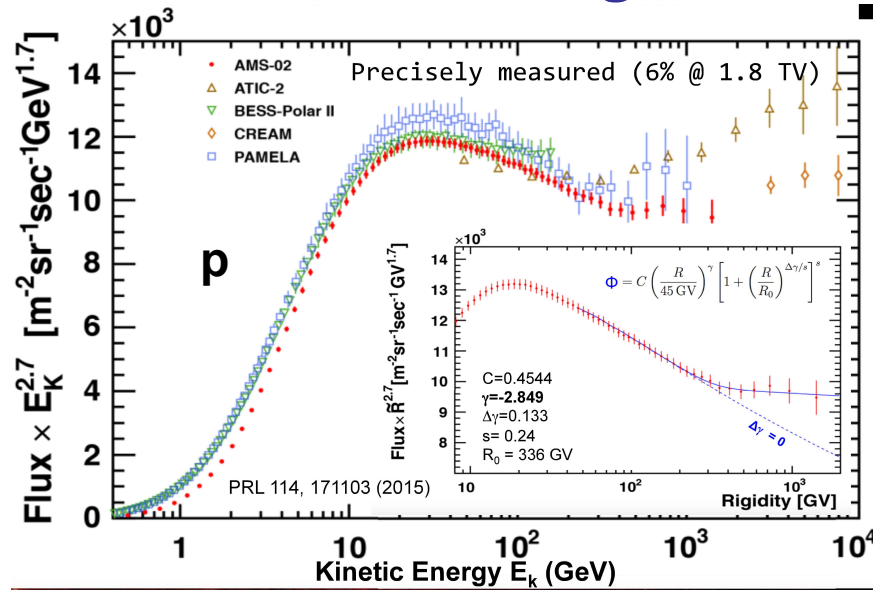 ×10³
14
12
10
8
6
4
2
0
Flux × E_K^2.7 [m⁻²sr⁻¹sec⁻¹GeV^1.7]
AMS-02
ATIC-2
BESS-Polar II
CREAM
PAMELA
Precisely measured (6% @ 1.8 TV)
p
PRL 114, 171103 (2015)
×10³
14
13
12
11
10
9
8
Flux×R̃^2.7 [m⁻²sr⁻¹sec⁻¹GV^1.7]
Φ = C (R / 45 GV)^γ [1 + (R / R₀)^Δγ/s]^s
C=0.4544
γ=-2.849
Δγ=0.133
s= 0.24
R₀ = 336 GV
Δγ = 0
10 10² 10³
Rigidity [GV]
1 10 10² 10³ 10⁴
Kinetic Energy E_k (GeV)